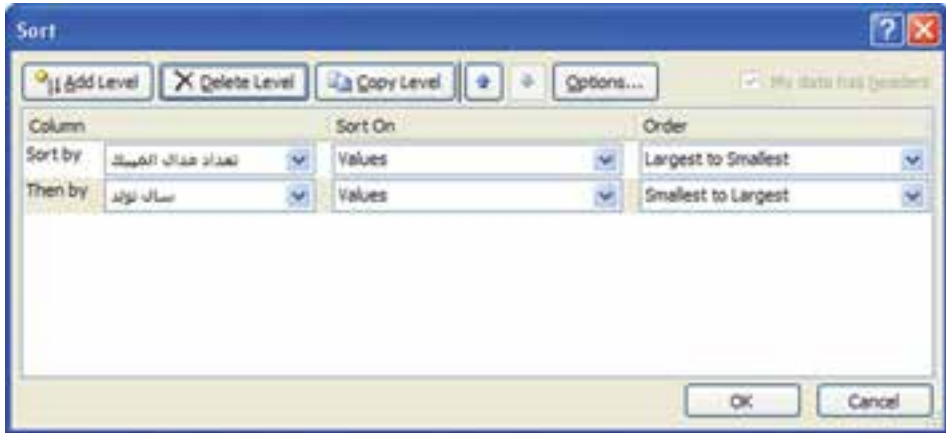 Sort
Add Level Delete Level Copy Level Options... My data has headers
Column Sort On Order
Sort by تعداد مدال المپیک Values Largest to Smallest
Then by سال تولد Values Smallest to Largest
OK Cancel